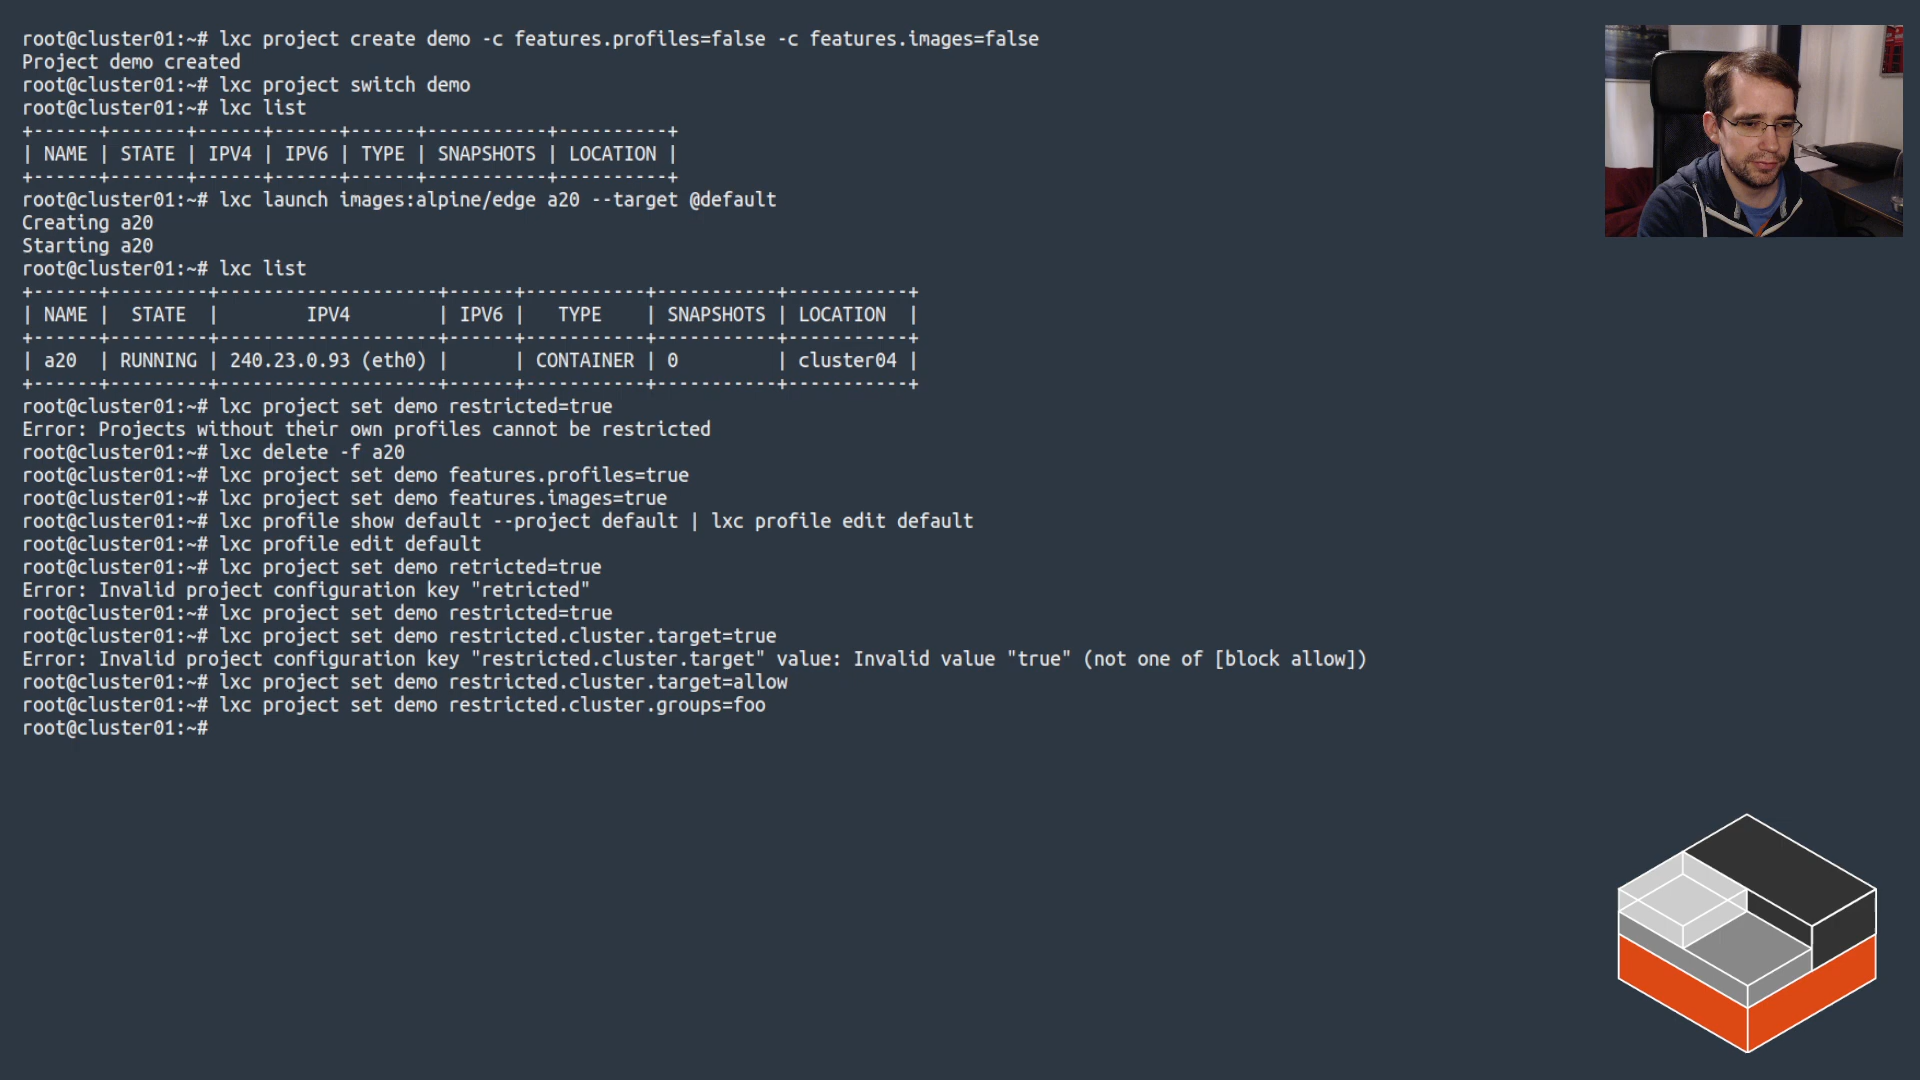 root@cluster01:~# lxc project create demo -c features.profiles=false -c features.images=false
Project demo created
root@cluster01:~# lxc project switch demo
root@cluster01:~# lxc list
+------+-------+------+------+------+-----------+----------+
| NAME | STATE | IPV4 | IPV6 | TYPE | SNAPSHOTS | LOCATION |
+------+-------+------+------+------+-----------+----------+
root@cluster01:~# lxc launch images:alpine/edge a20 --target @default
Creating a20
Starting a20
root@cluster01:~# lxc list
+------+---------+--------------------+------+-----------+-----------+-----------+
| NAME |  STATE  |        IPV4        | IPV6 |   TYPE    | SNAPSHOTS | LOCATION  |
+------+---------+--------------------+------+-----------+-----------+-----------+
| a20  | RUNNING | 240.23.0.93 (eth0) |      | CONTAINER | 0         | cluster04 |
+------+---------+--------------------+------+-----------+-----------+-----------+
root@cluster01:~# lxc project set demo restricted=true
Error: Projects without their own profiles cannot be restricted
root@cluster01:~# lxc delete -f a20
root@cluster01:~# lxc project set demo features.profiles=true
root@cluster01:~# lxc project set demo features.images=true
root@cluster01:~# lxc profile show default --project default | lxc profile edit default
root@cluster01:~# lxc profile edit default
root@cluster01:~# lxc project set demo retricted=true
Error: Invalid project configuration key "retricted"
root@cluster01:~# lxc project set demo restricted=true
root@cluster01:~# lxc project set demo restricted.cluster.target=true
Error: Invalid project configuration key "restricted.cluster.target" value: Invalid value "true" (not one of [block allow])
root@cluster01:~# lxc project set demo restricted.cluster.target=allow
root@cluster01:~# lxc project set demo restricted.cluster.groups=foo
root@cluster01:~#